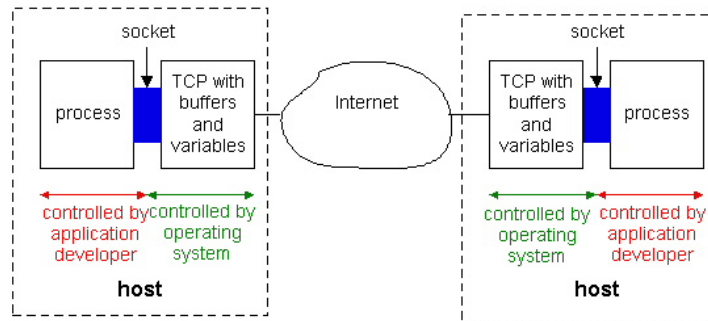 socket
process
TCP with
buffers
and
variables
controlled by
application
developer
controlled by
operating
system
host
Internet
socket
TCP with
buffers
and
variables
process
controlled by
operating
system
controlled by
application
developer
host